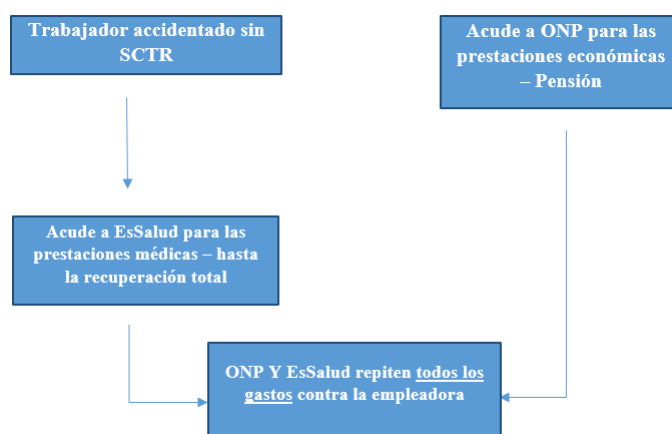 Trabajador accidentado sin
SCTR
Acude a ONP para las
prestaciones económicas
– Pensión
Acude a EsSalud para las
prestaciones médicas – hasta
la recuperación total
ONP Y EsSalud repiten todos los
gastos contra la empleadora